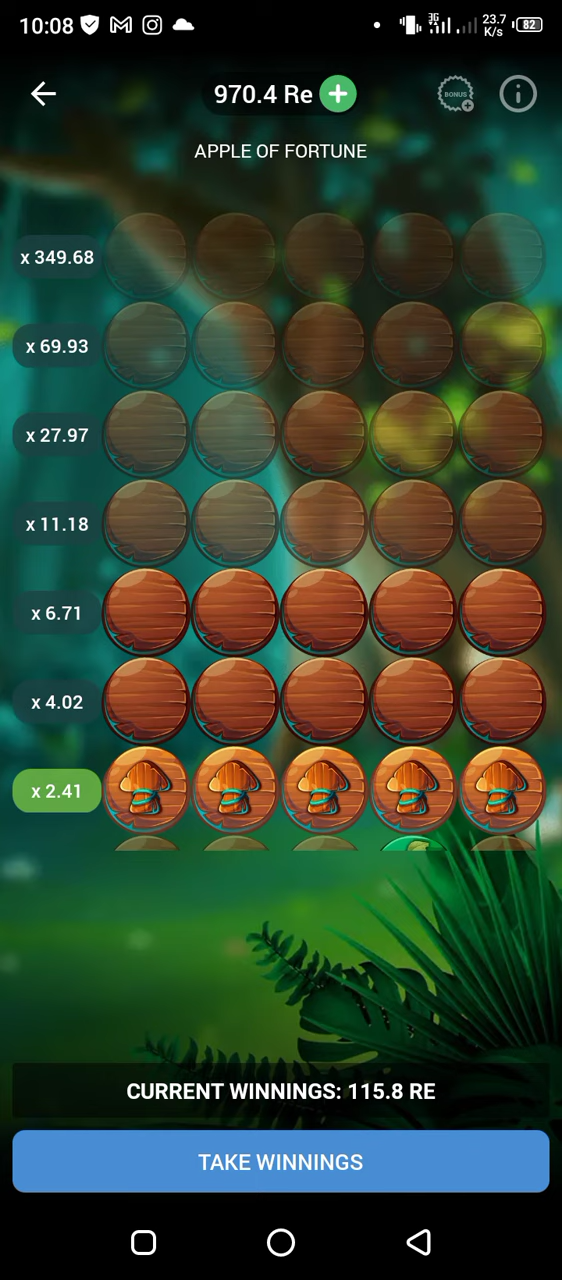 10:08
3G
23.7
K/s
82
970.4 Re
BONUS
APPLE OF FORTUNE
x 349.68
x 69.93
x 27.97
x 11.18
x 6.71
x 4.02
x 2.41
CURRENT WINNINGS: 115.8 RE
TAKE WINNINGS